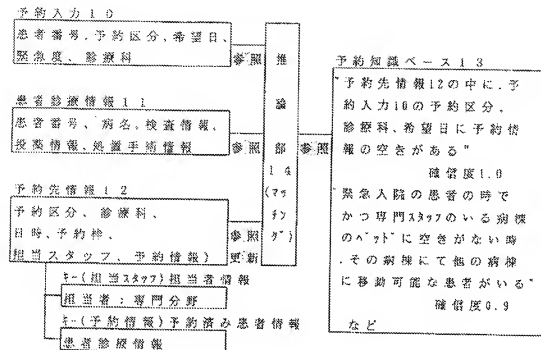 予約入力10
患者番号、予約区分、希望日、
緊急度、診療科
参照
患者診療情報11
患者番号、病名、検査情報、
投薬情報、処置手術情報
参照
予約先情報12
予約区分、診療科、
日時、予約枠、
担当スタッフ、予約情報)
参照
更新
キー(担当スタッフ)担当者情報
担当者:専門分野
キー(予約情報)予約済み患者情報
患者診療情報
推論部14(マッチング)
参照
予約知識ベース13
"予約先情報12の中に、予
約入力10の予約区分、
診療科、希望日に予約情
報の空きがある"
確信度1.0
"緊急入院の患者の時で
かつ専門スタッフのいる病棟
のベッドに空きがない時
、その病棟にて他の病棟
に移動可能な患者がいる"
確信度0.9
など